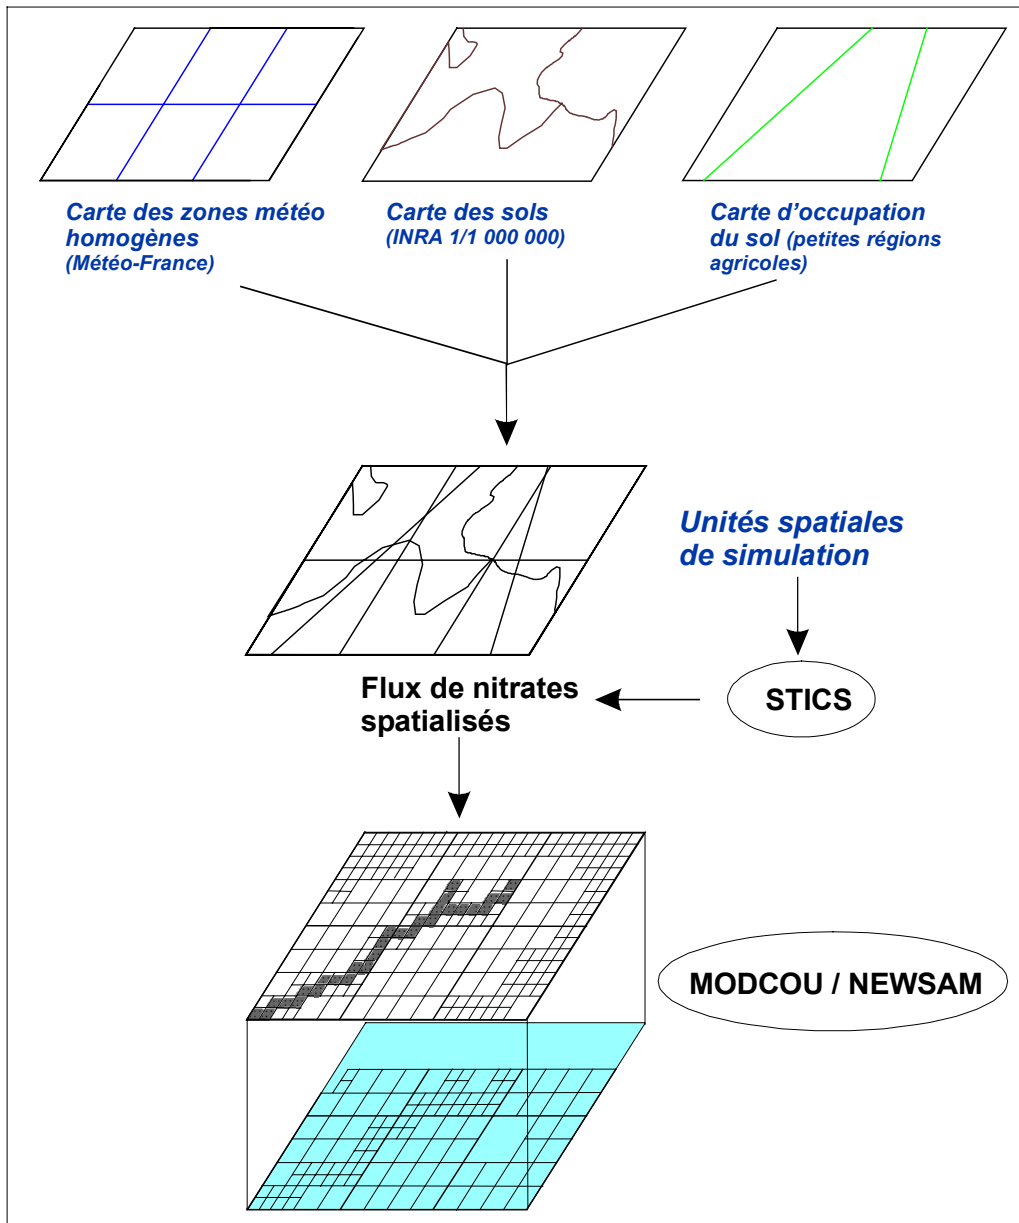 Carte des zones météo
homogènes
(Météo-France)
Carte des sols
(INRA 1/1 000 000)
Carte d’occupation
du sol (petites régions
agricoles)
Unités spatiales
de simulation
STICS
Flux de nitrates
spatialisés
MODCOU / NEWSAM